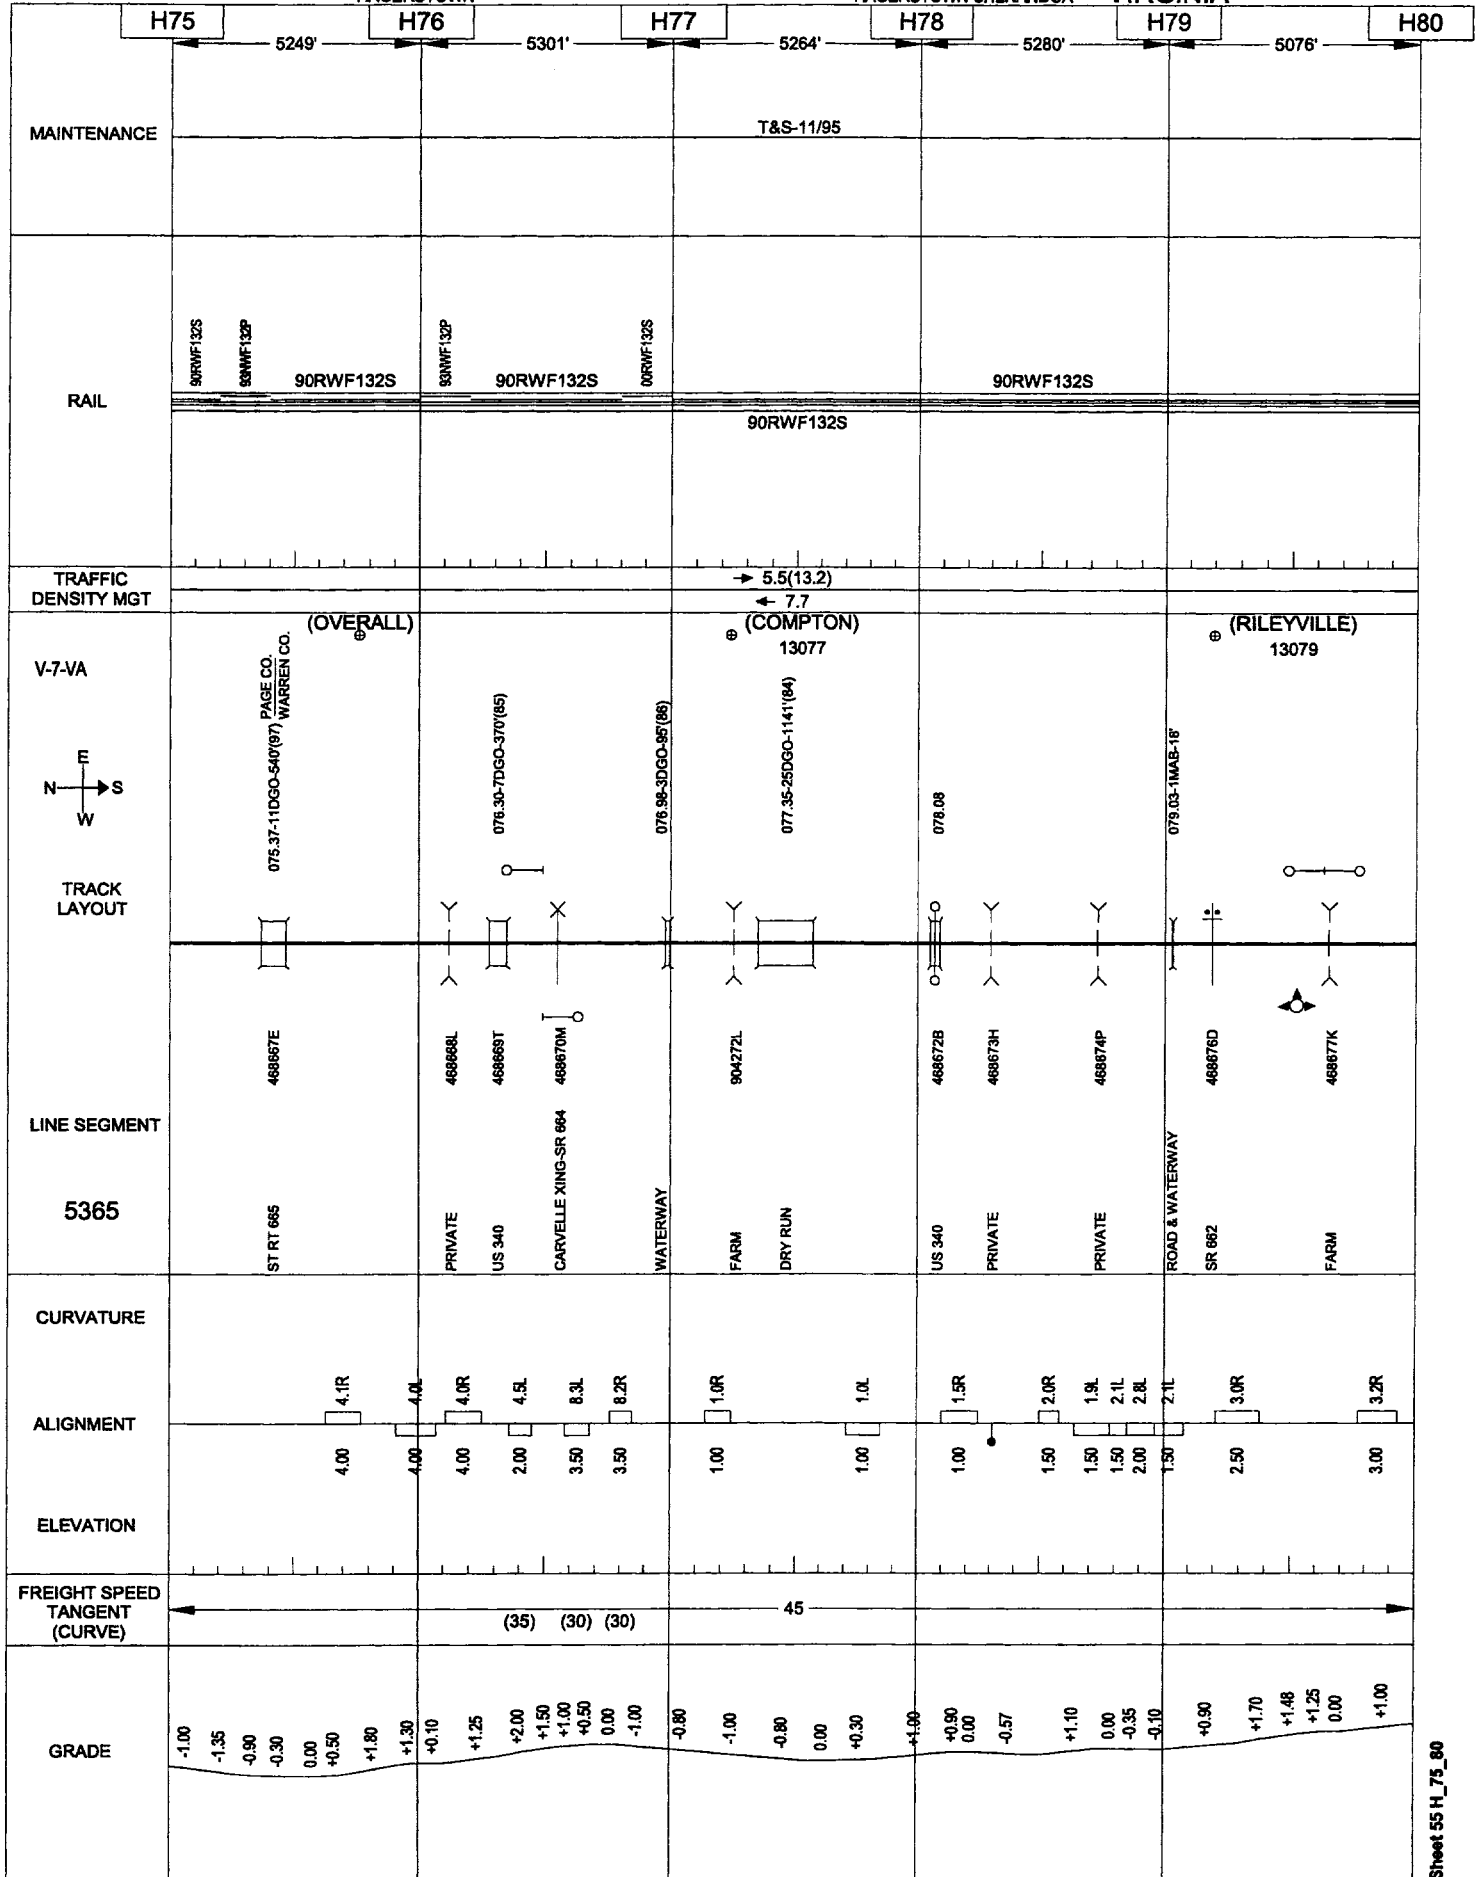 H75 H76 H77 H78 H79 H80
5249' 5301' 5264' 5280' 5076'
MAINTENANCE
T&S-11/95
RAIL
90RWF132S
93NWF132P
90RWF132S
93NWF132P
90RWF132S
00RWF132S
90RWF132S
90RWF132S
TRAFFIC
DENSITY MGT
5.5(13.2)
7.7
(OVERALL)
(COMPTON)
13077
(RILEYVILLE)
13079
V-7-VA
N E S W
075.37-11DGO-540'(97)
PAGE CO.
WARREN CO.
076.30-7DGO-370'(85)
076.98-3DGO-95'(86)
077.35-25DGO-1141'(84)
078.08
079.03-1MAB-16'
TRACK
LAYOUT
468667E
468668L
468669T
468670M
904272L
468672B
468673H
468674P
468676D
468677K
LINE SEGMENT
5365
ST RT 665
PRIVATE
US 340
CARVELLE XING-SR 664
WATERWAY
FARM
DRY RUN
US 340
PRIVATE
PRIVATE
ROAD & WATERWAY
SR 662
FARM
CURVATURE
4.1R 4.0L 4.0R 4.5L 8.3L 8.2R 1.0R 1.0L 1.5R 2.0R 1.9L 2.1L 2.8L 2.1L 3.0R 3.2R
ALIGNMENT
4.00 4.00 4.00 2.00 3.50 3.50 1.00 1.00 1.00 1.50 1.50 1.50 2.00 1.50 2.50 3.00
ELEVATION
FREIGHT SPEED
TANGENT
(CURVE)
45
(35) (30) (30)
GRADE
-1.00 -1.35 -0.90 -0.30 0.00 +0.50 +1.80 +1.30 +0.10 +1.25 +2.00 +1.50 +1.00 +0.50 0.00 -1.00 -0.80 -1.00 -0.80 0.00 +0.30 +1.00 +0.90 0.00 -0.57 +1.10 0.00 -0.35 -0.10 +0.90 +1.70 +1.48 +1.25 0.00 +1.00
Sheet 55 H_75_80